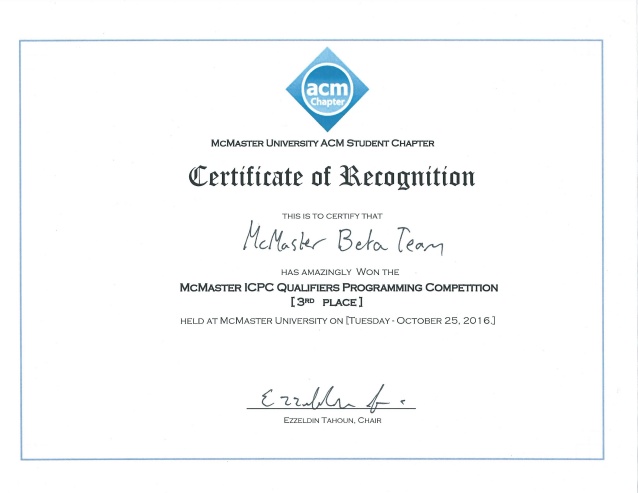 acm
Chapter
McMaster University ACM Student Chapter
Certificate of Recognition
This is to certify that
McMaster Beta Team
has amazingly Won the
McMaster ICPC Qualifiers Programming Competition
[ 3rd place ]
held at McMaster University on [Tuesday - October 25, 2016.]
Ezzeldin Tahoun, Chair